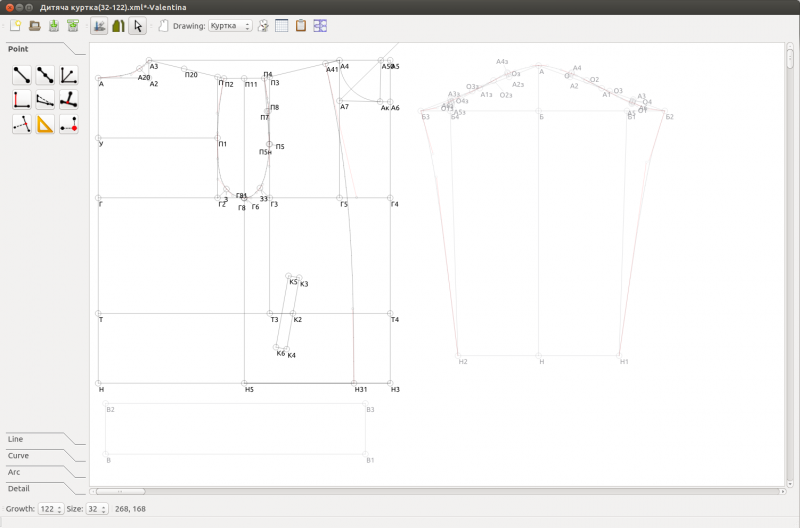 Дитяча куртка(32-122).xml*-Valentina
Drawing: Куртка
Point
А3 А4 А5
А20 П20 А41
А А2 П П2 П11 П4 П3
П8
А7 Ак А6
П7
У П1
П5
П5н
Г Г2 3 Г81 Г8 Г6 33 Г3 Г5 Г4
К5 К3
Т Т3 К2 Т4
К6 К4
Н Н5 Н31 Н3
В2 В3
В В1
А4з
А
Оз А4
О3з А2з А2 О2
А3з А1з О2з А1 О3 А3
О4з О4
А5з А5 О1
Б3 Б4 Б Б1 Б2
Н2 Н Н1
Line
Curve
Arc
Detail
Growth: 122 Size: 32 268, 168